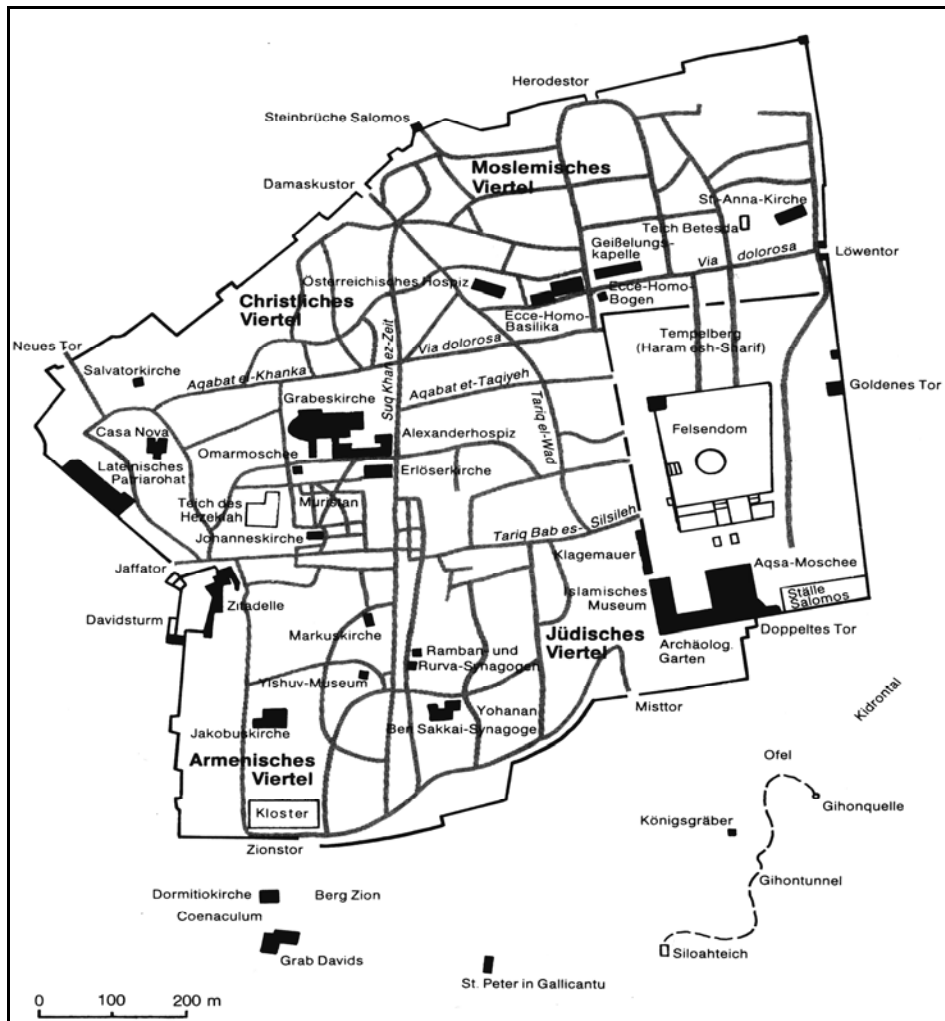 Herodestor
Steinbrüche Salomos
Moslemisches
Viertel
Damaskustor
St.-Anna-Kirche
Teich Betesda
Geißelungs-
kapelle
Via dolorosa
Löwentor
Österreichisches Hospiz
Ecce-Homo-
Bogen
Christliches
Viertel
Ecce-Homo-
Basilika
Tempelberg
(Haram esh-Sharif)
Neues Tor
Via dolorosa
Salvatorkirche
Aqabat el-Khanka
Suq Khan ez-Zeit
Aqabat et-Taqiyeh
Goldenes Tor
Grabeskirche
Tariq el-Wad
Felsendom
Casa Nova
Alexanderhospiz
Omarmoschee
Lateinisches
Patriarohat
Erlöserkirche
Teich des
Hezekiah
Muristan
Johanneskirche
Tariq Bab es-Silsileh
Klagemauer
Jaffator
Aqsa-Moschee
Islamisches
Museum
Ställe
Salomos
Zitadelle
Davidsturm
Markuskirche
Jüdisches
Viertel
Doppeltes Tor
Archäolog.
Garten
Ramban- und
Rurva-Synagogen
Yishuv-Museum
Misttor
Kidrontal
Yohanan
Ben Sakkai-Synagoge
Jakobuskirche
Armenisches
Viertel
Ofel
Kloster
Gihonquelle
Königsgräber
Zionstor
Gihontunnel
Dormitiokirche
Berg Zion
Coenaculum
Grab Davids
Siloahteich
St. Peter in Gallicantu
0 100 200 m